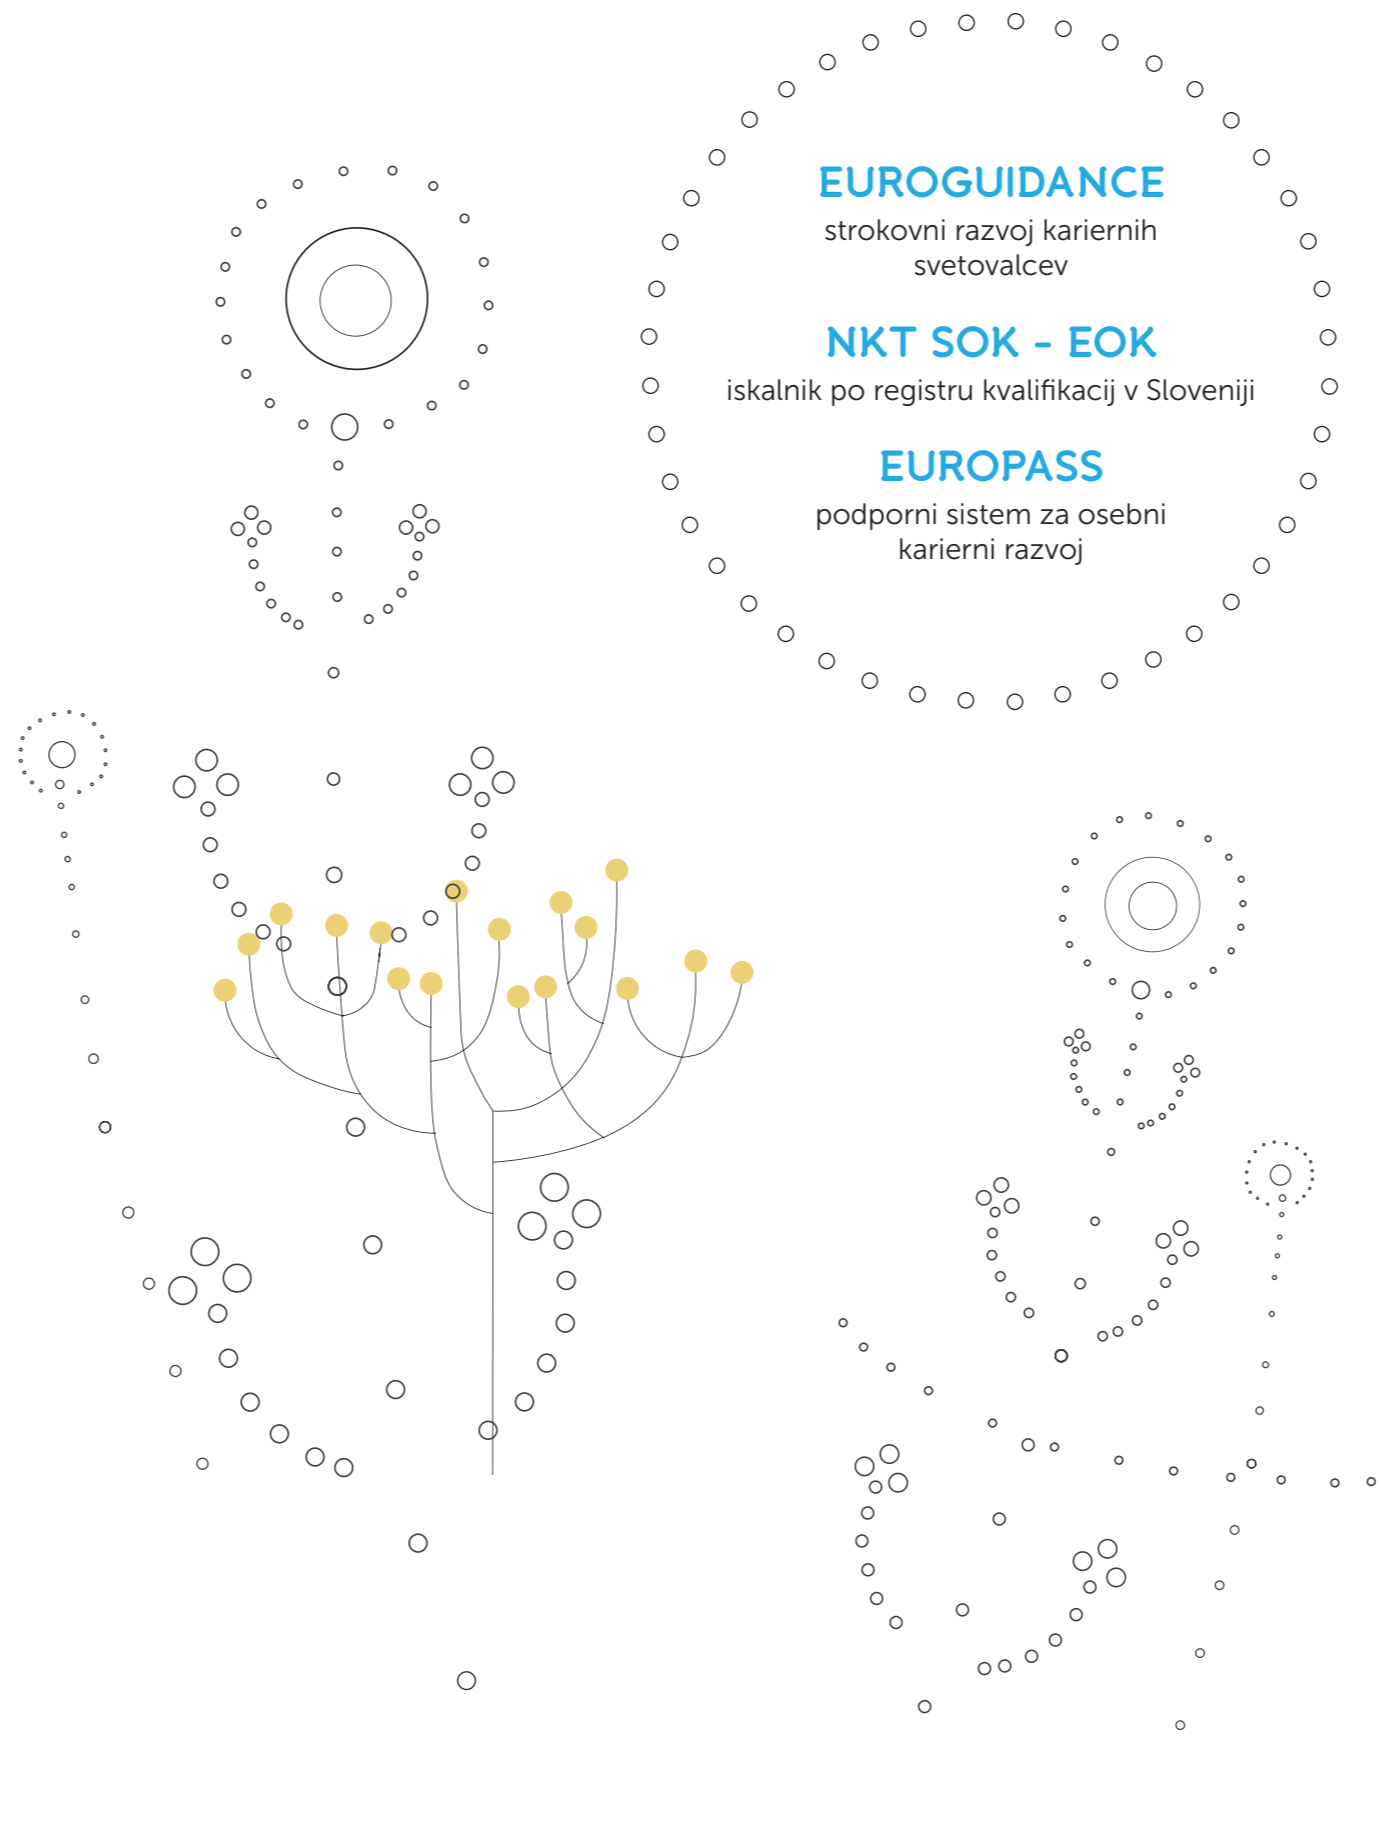 EUROGUIDANCE
strokovni razvoj kariernih
svetovalcev
NKT SOK - EOK
iskalnik po registru kvalifikacij v Sloveniji
EUROPASS
podporni sistem za osebni
karierni razvoj